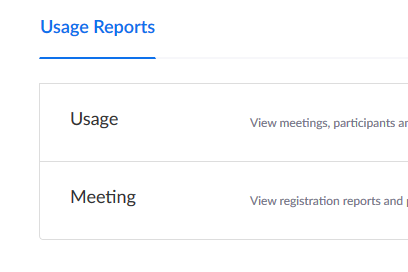 Usage Reports
Usage
View meetings, participants
Meeting
View registration reports and